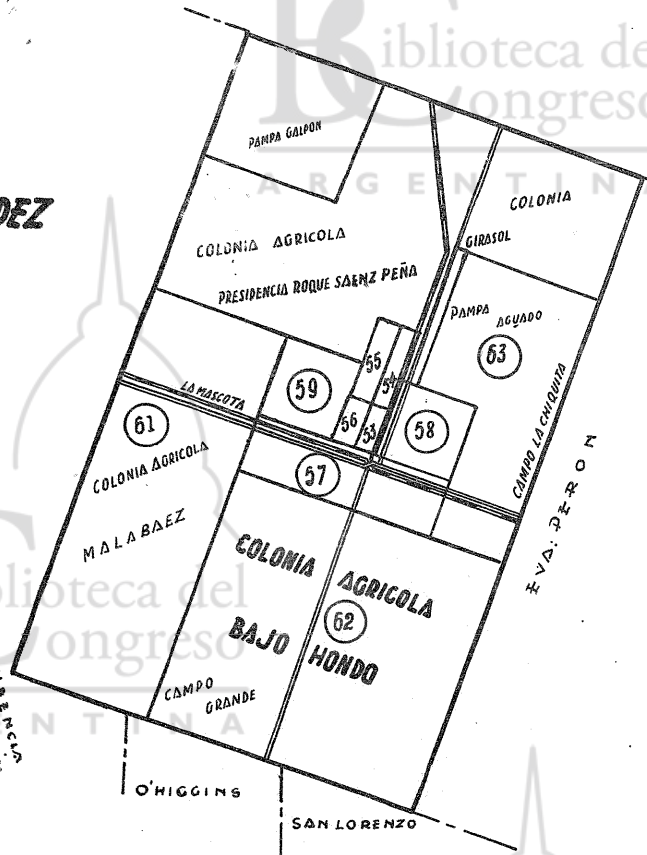 Biblioteca de
Congreso
ARGENTINA
PAMPA GALPON
DEZ
COLONIA
COLONIA AGRICOLA
GIRASOL
PRESIDENCIA ROQUE SAENZ PEÑA
PAMPA AGUADO
63
55
54
59
LA MASCOTA
56
53
58
61
CAMPO LA CHIQUITA
COLONIA AGRICOLA
57
MALABAEZ
EVA: PERON
COLONIA AGRICOLA
Biblioteca del
62
BAJO HONDO
Congreso
CAMPO GRANDE
NTINA
O'HIGGINS
SAN LORENZO